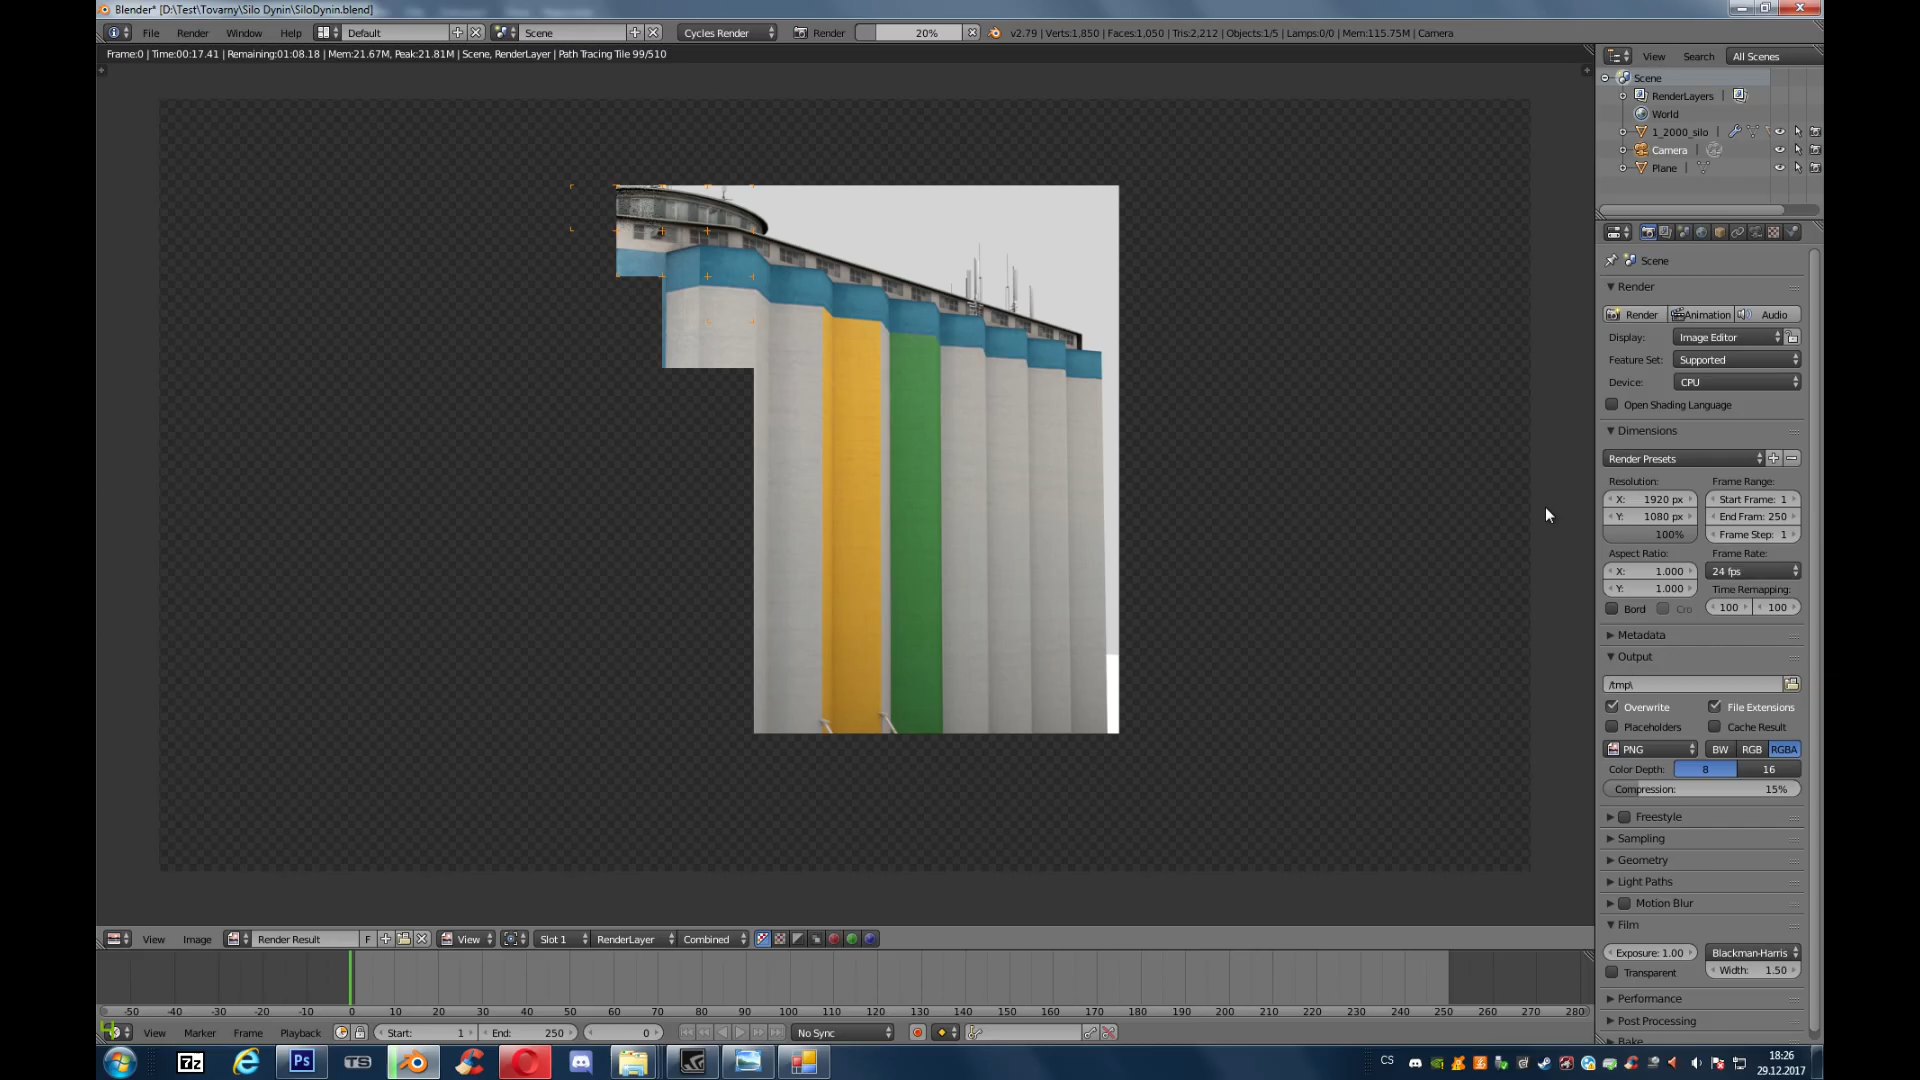 Blender* [D:\Test\Tovarny\Silo Dynin\SiloDynin.blend]
File Render Window Help Default Scene Cycles Render Render 20% v2.79 | Verts:1,850 | Faces:1,050 | Tris:2,212 | Objects:1/5 | Lamps:0/0 | Mem:115.75M | Camera
Frame:0 | Time:00:17.41 | Remaining:01:08.18 | Mem:21.67M, Peak:21.81M | Scene, RenderLayer | Path Tracing Tile 99/510
View Search All Scenes
Scene
RenderLayers |
World
1_2000_silo |
Camera |
Plane |
Scene
Render
Render Animation Audio
Display: Image Editor
Feature Set: Supported
Device: CPU
Open Shading Language
Dimensions
Render Presets
Resolution: Frame Range:
X: 1920 px Start Frame: 1
Y: 1080 px End Fram: 250
100% Frame Step: 1
Aspect Ratio: Frame Rate:
X: 1.000 24 fps
Y: 1.000 Time Remapping:
Bord Cro 100 100
Metadata
Output
/tmp\
Overwrite File Extensions
Placeholders Cache Result
PNG BW RGB RGBA
Color Depth: 8 16
Compression: 15%
Freestyle
Sampling
Geometry
Light Paths
Motion Blur
Film
Exposure: 1.00 Blackman-Harris
Transparent Width: 1.50
Performance
Post Processing
Bake
View Image Render Result F View Slot 1 RenderLayer Combined
-50 -40 -30 -20 -10 0 10 20 30 40 50 60 70 80 90 100 110 120 130 140 150 160 170 180 190 200 210 220 230 240 250 260 270 280
4
View Marker Frame Playback Start: 1 End: 250 0 No Sync
7z Ps TS CS 18:26
29.12.2017